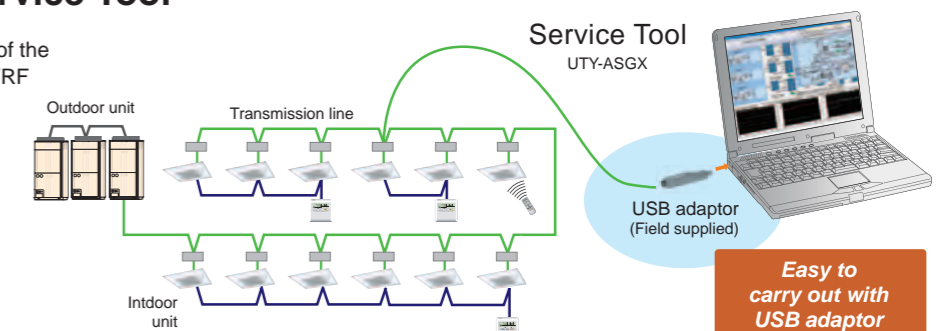 of the
Service Tool
UTY-ASGX
Outdoor unit
Transmission line
USB adaptor
(Field supplied)
Intdoor
unit
Easy to
carry out with
USB adaptor